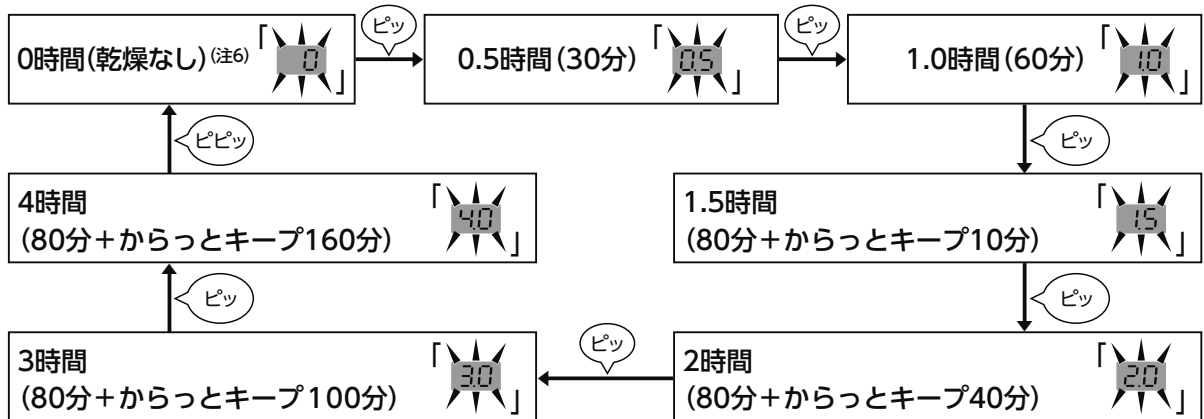 0時間(乾燥なし)(注6)「0」
ピッ
0.5時間(30分)「0.5」
ピッ
1.0時間(60分)「1.0」
ピッ
1.5時間
(80分+からっとキープ10分)「1.5」
ピッ
2時間
(80分+からっとキープ40分)「2.0」
ピッ
3時間
(80分+からっとキープ100分)「3.0」
ピッ
4時間
(80分+からっとキープ160分)「4.0」
ピピッ